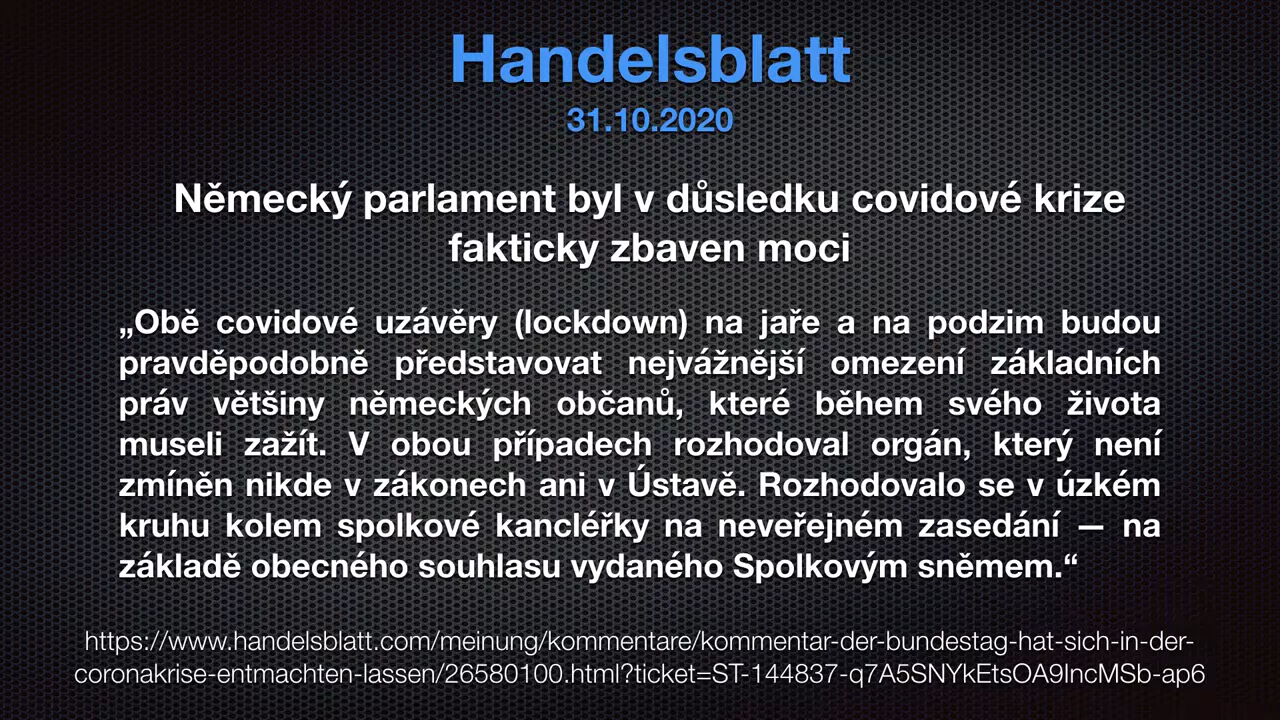 Handelsblatt
31.10.2020
Německý parlament byl v důsledku covidové krize
fakticky zbaven moci
„Obě covidové uzávěry (lockdown) na jaře a na podzim budou
pravděpodobně představovat nejvážnější omezení základních
práv většiny německých občanů, které během svého života
museli zažít. V obou případech rozhodoval orgán, který není
zmíněn nikde v zákonech ani v Ústavě. Rozhodovalo se v úzkém
kruhu kolem spolkové kancléřky na neveřejném zasedání — na
základě obecného souhlasu vydaného Spolkovým sněmem.“
https://www.handelsblatt.com/meinung/kommentare/kommentar-der-bundestag-hat-sich-in-der-
coronakrise-entmachten-lassen/26580100.html?ticket=ST-144837-q7A5SNYkEtsOA9IncMSb-ap6